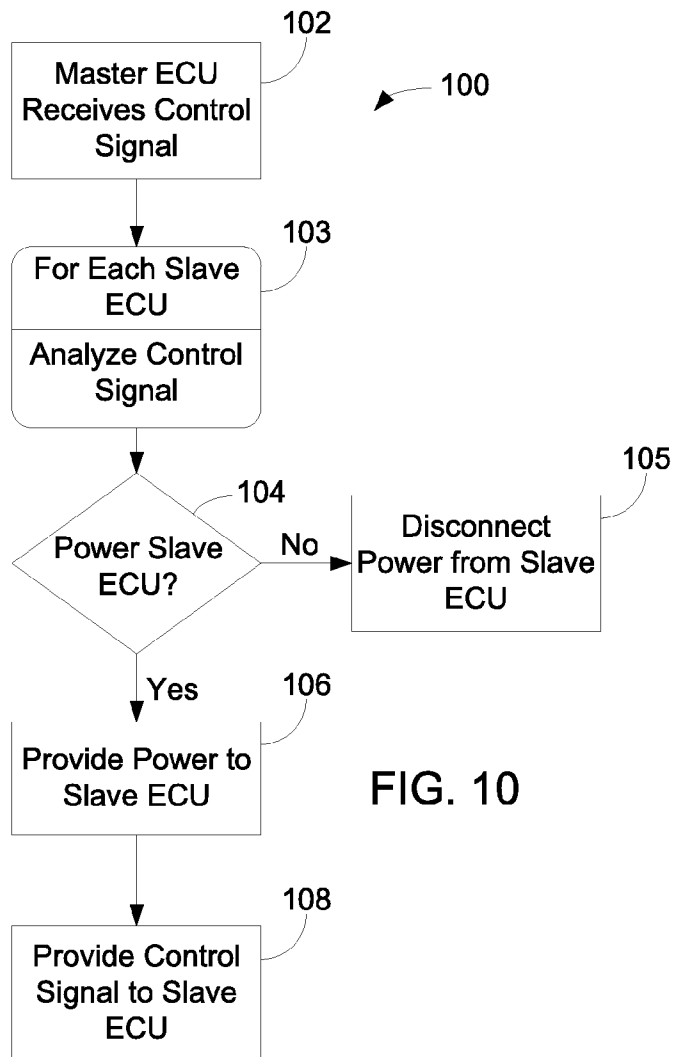 102
Master ECU
Receives Control
Signal
100
103
For Each Slave
ECU
Analyze Control
Signal
104
Power Slave
ECU?
No
105
Disconnect
Power from Slave
ECU
Yes
106
Provide Power to
Slave ECU
FIG. 10
108
Provide Control
Signal to Slave
ECU